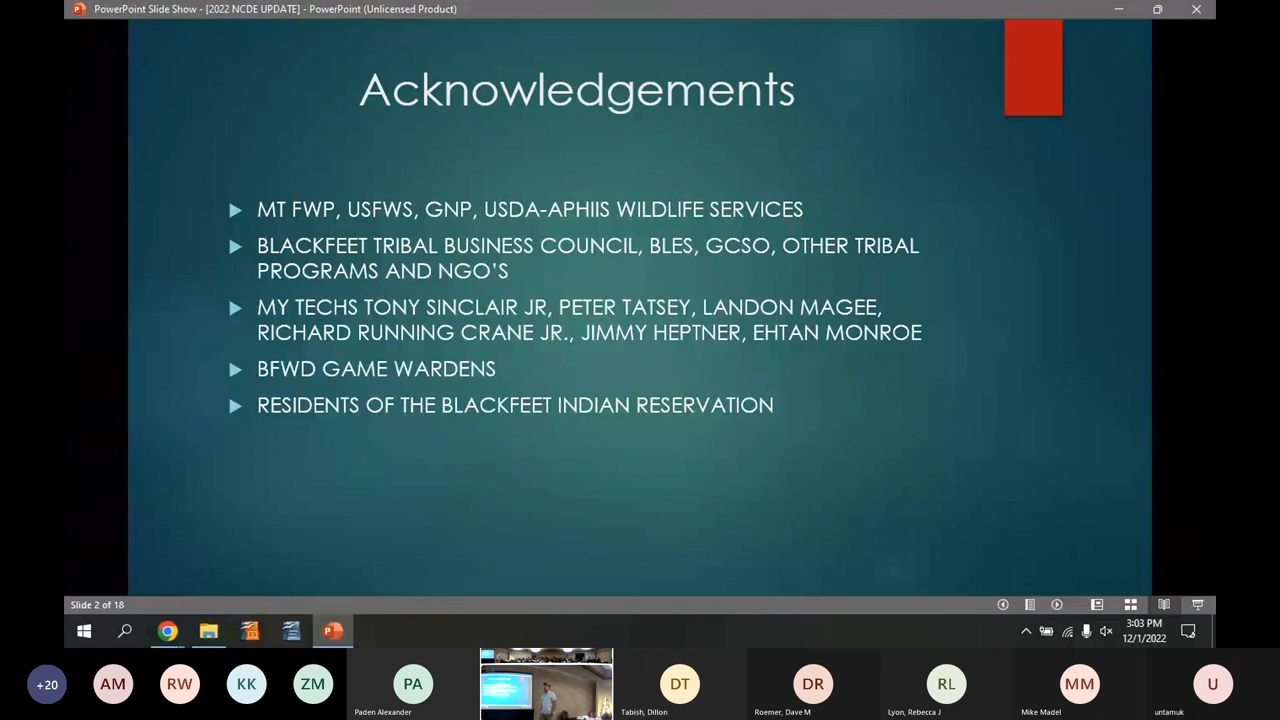 PowerPoint Slide Show - [2022 NCDE UPDATE] - PowerPoint (Unlicensed Product)
Acknowledgements
MT FWP, USFWS, GNP, USDA-APHIIS WILDLIFE SERVICES
BLACKFEET TRIBAL BUSINESS COUNCIL, BLES, GCSO, OTHER TRIBAL
PROGRAMS AND NGO'S
MY TECHS TONY SINCLAIR JR, PETER TATSEY, LANDON MAGEE,
RICHARD RUNNING CRANE JR., JIMMY HEPTNER, EHTAN MONROE
BFWD GAME WARDENS
RESIDENTS OF THE BLACKFEET INDIAN RESERVATION
Slide 2 of 18
3:03 PM
12/1/2022
+20
AM
RW
KK
ZM
PA
DT
DR
RL
MM
U
Paden Alexander
Tabish, Dillon
Roemer, Dave M
Lyon, Rebecca J
Mike Madel
untamuk